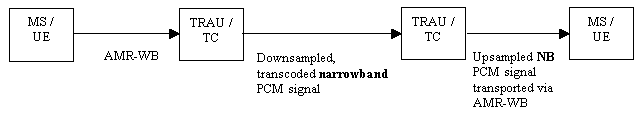 MS /
UE
TRAU /
TC
TRAU /
TC
MS /
UE
AMR-WB
Downsampled,
transcoded narrowband
PCM signal
Upsampled NB
PCM signal
transported via
AMR-WB